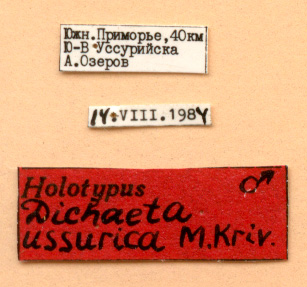 Южн.Приморье,40км
Ю-В Уссурийска
А.Озеров
14.VIII.1984
Holotypus ♂
Dichaeta
ussurica M.Kriv.